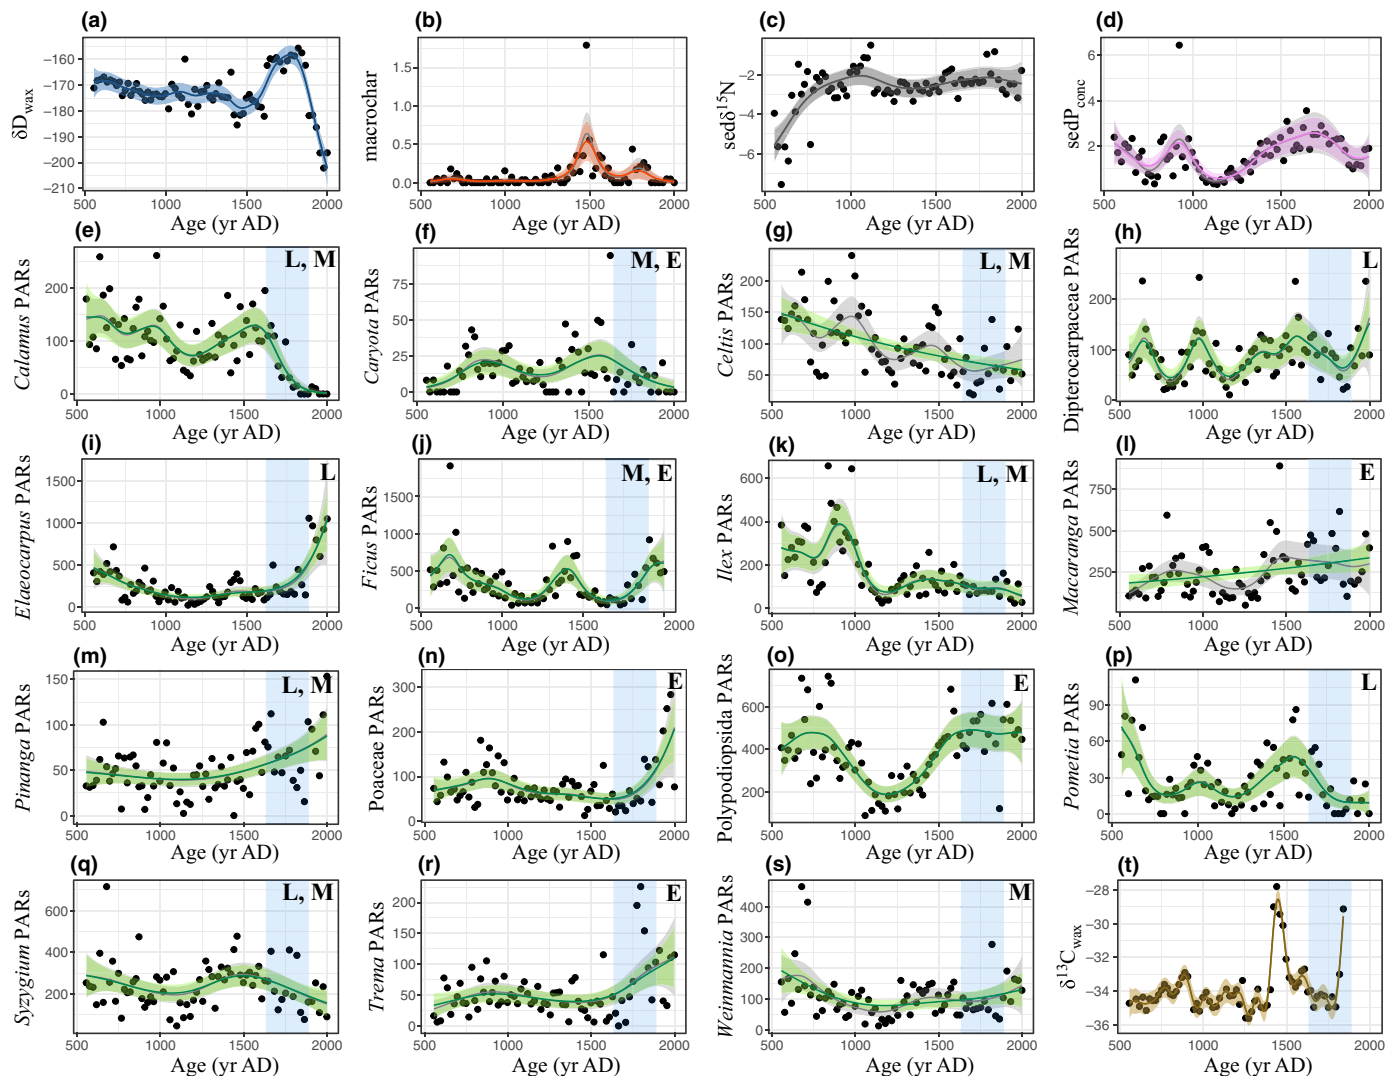 (a) (b) (c) (d)
δD wax
−160
−170
−180
−190
−200
−210
500 1000 1500 2000
Age (yr AD)
macrochar
1.5
1.0
0.5
0.0
500 1000 1500 2000
Age (yr AD)
sedδ15N
−2
−4
−6
500 1000 1500 2000
Age (yr AD)
sedP conc
6
4
2
500 1000 1500 2000
Age (yr AD)
(e) (f) (g) (h)
Calamus PARs
L, M
200
100
0
500 1000 1500 2000
Age (yr AD)
Caryota PARs
M, E
75
50
25
0
500 1000 1500 2000
Age (yr AD)
Celtis PARs
L, M
200
150
100
50
500 1000 1500 2000
Age (yr AD)
Dipterocarpaceae PARs
L
200
100
0
500 1000 1500 2000
Age (yr AD)
(i) (j) (k) (l)
Elaeocarpus PARs
L
1500
1000
500
0
500 1000 1500 2000
Age (yr AD)
Ficus PARs
M, E
1500
1000
500
0
500 1000 1500 2000
Age (yr AD)
Ilex PARs
L, M
600
400
200
0
500 1000 1500 2000
Age (yr AD)
Macaranga PARs
E
750
500
250
500 1000 1500 2000
Age (yr AD)
(m) (n) (o) (p)
Pinanga PARs
L, M
150
100
50
0
500 1000 1500 2000
Age (yr AD)
Poaceae PARs
E
300
200
100
0
500 1000 1500 2000
Age (yr AD)
Polypodiopsida PARs
E
600
400
200
500 1000 1500 2000
Age (yr AD)
Pometia PARs
L
90
60
30
0
500 1000 1500 2000
Age (yr AD)
(q) (r) (s) (t)
Syzygium PARs
L, M
600
400
200
0
500 1000 1500 2000
Age (yr AD)
Trema PARs
E
200
150
100
50
0
500 1000 1500 2000
Age (yr AD)
Weinmannia PARs
M
500
400
300
200
100
0
500 1000 1500 2000
Age (yr AD)
δ13C wax
−28
−30
−32
−34
−36
500 1000 1500 2000
Age (yr AD)